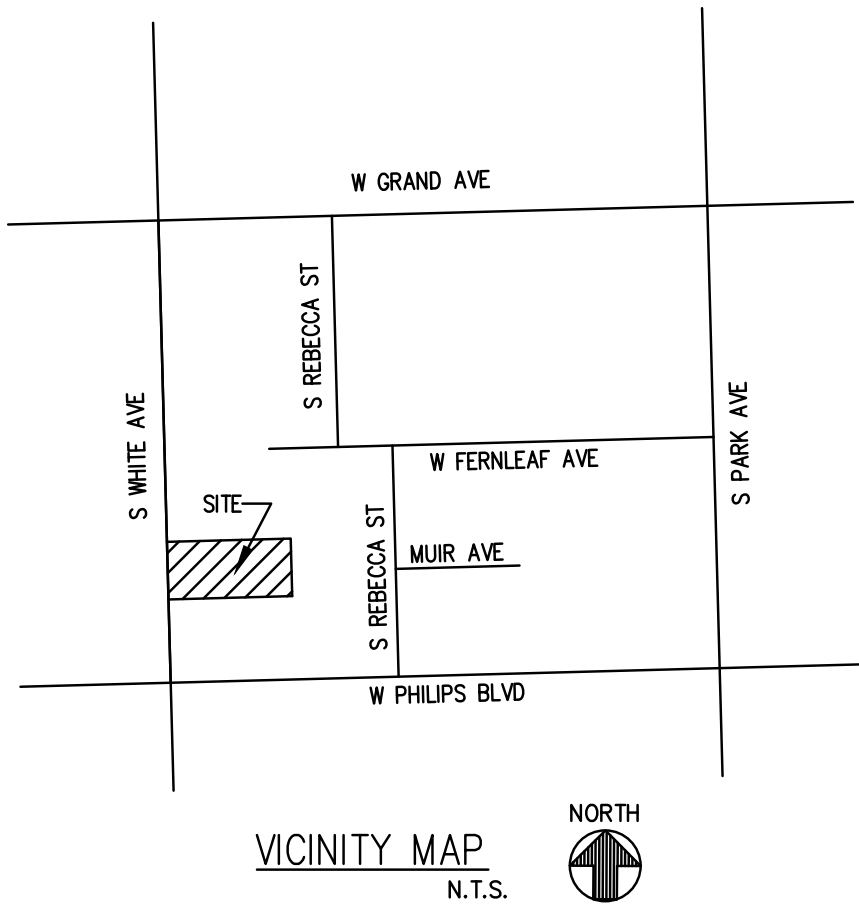 W GRAND AVE
S REBECCA ST
S WHITE AVE
S PARK AVE
W FERNLEAF AVE
SITE
S REBECCA ST
MUIR AVE
W PHILIPS BLVD
NORTH
VICINITY MAP
N.T.S.